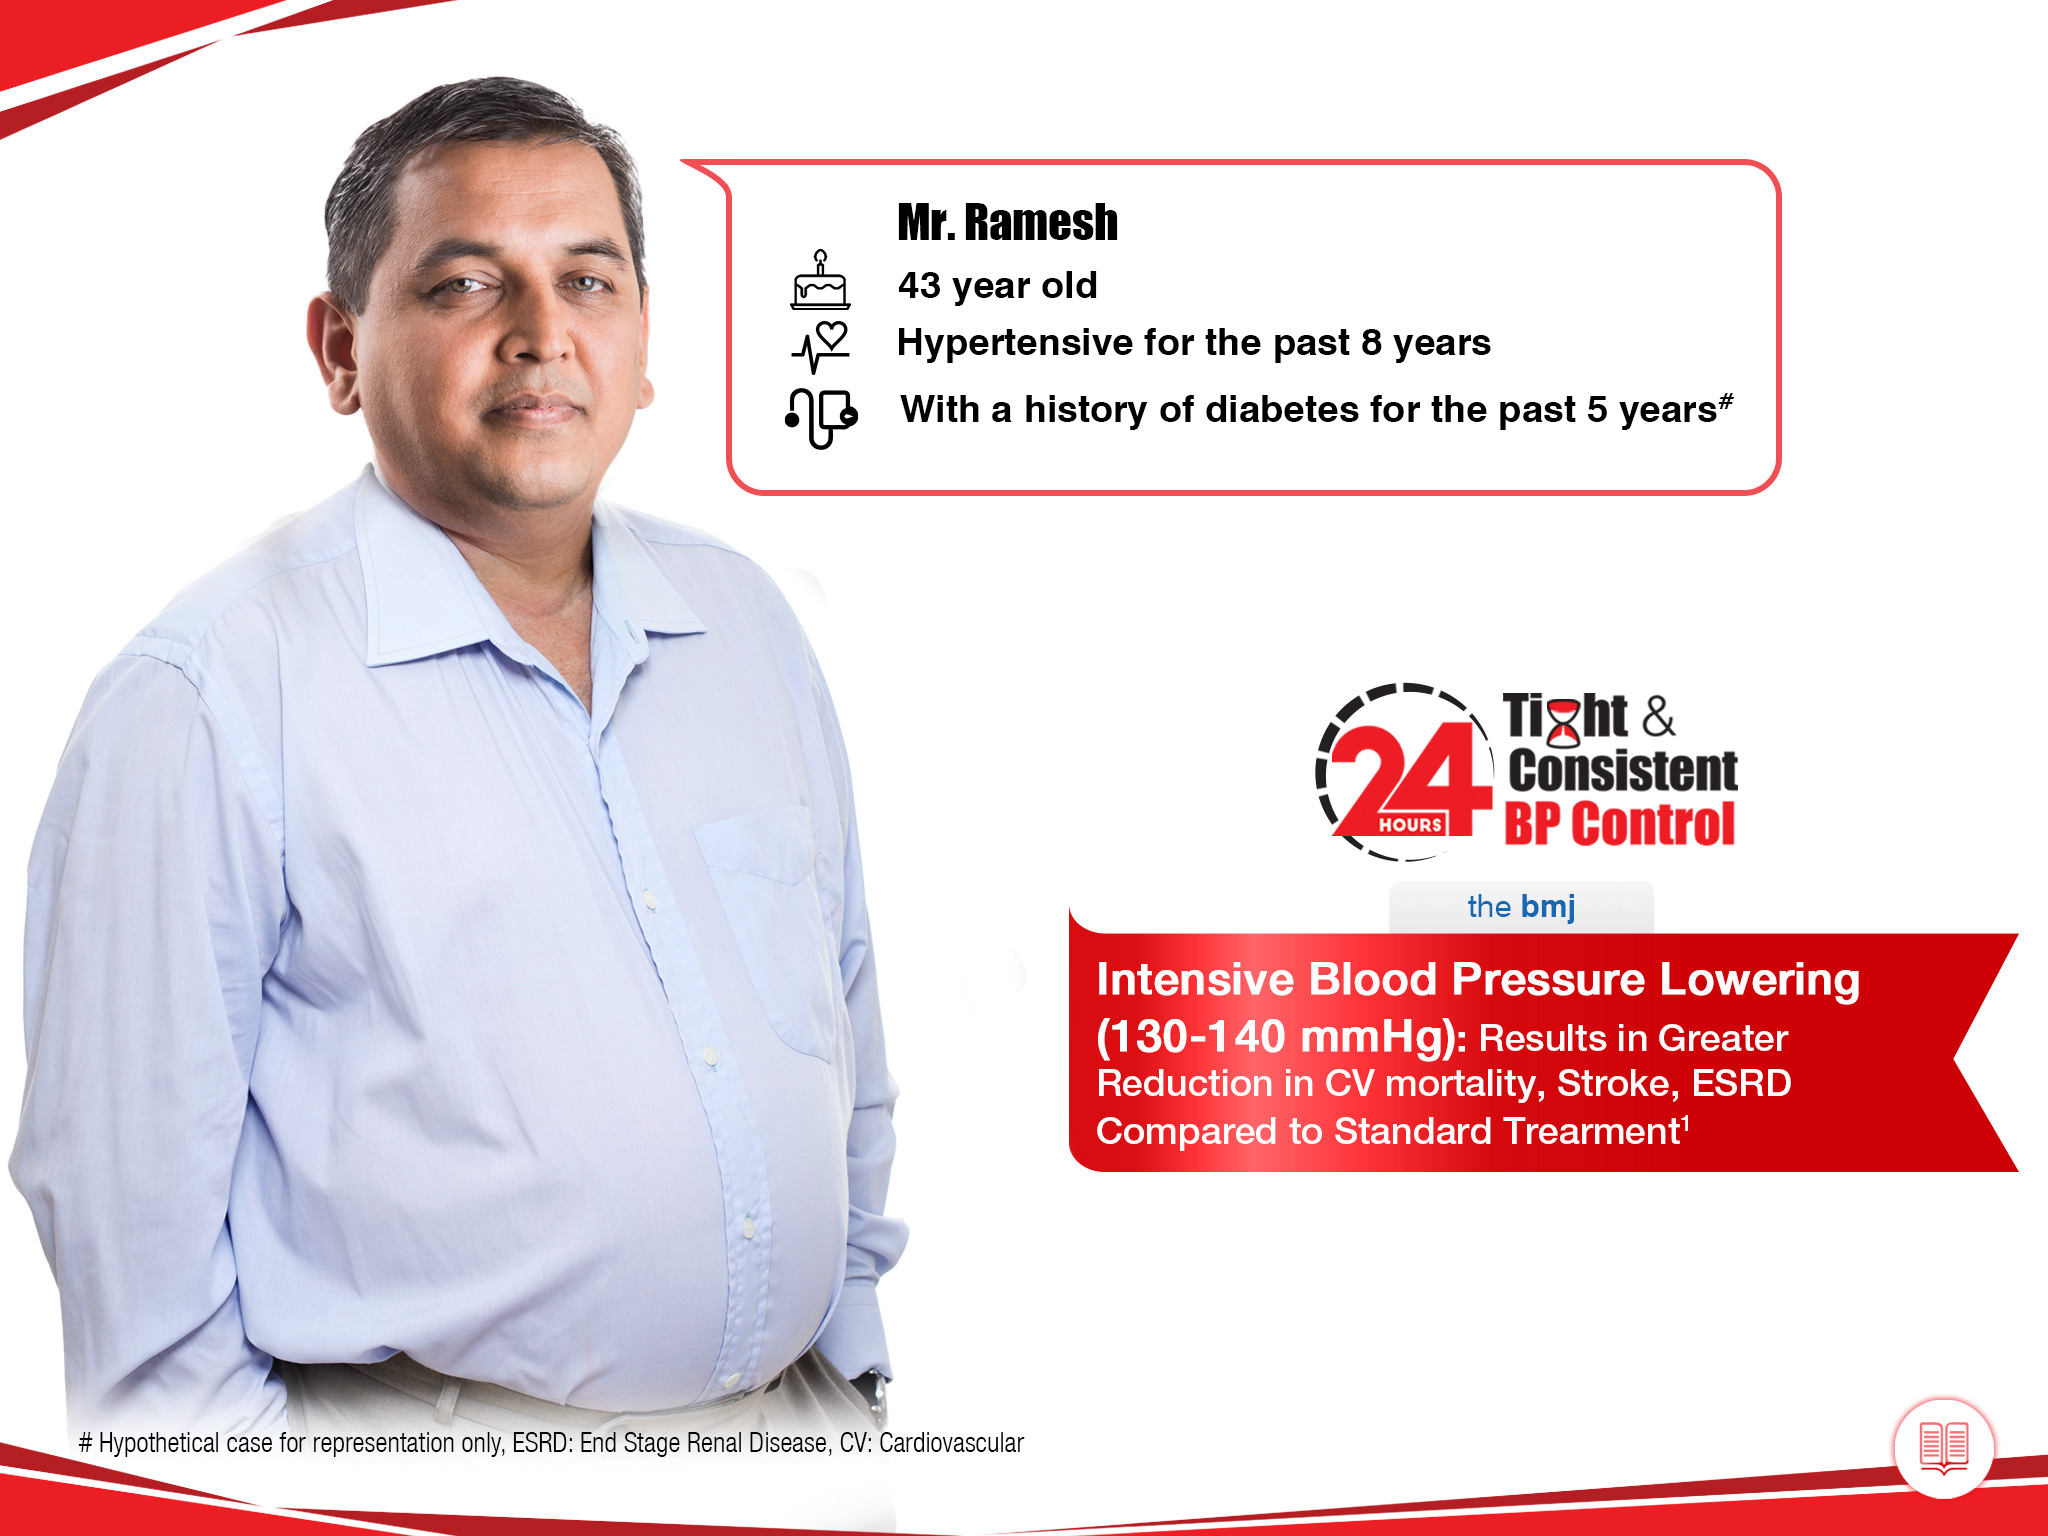 Mr. Ramesh
43 year old
Hypertensive for the past 8 years
With a history of diabetes for the past 5 years#
24
HOURS
Tight &
Consistent
BP Control
the bmj
Intensive Blood Pressure Lowering
(130-140 mmHg): Results in Greater
Reduction in CV mortality, Stroke, ESRD
Compared to Standard Trearment¹
# Hypothetical case for representation only, ESRD: End Stage Renal Disease, CV: Cardiovascular